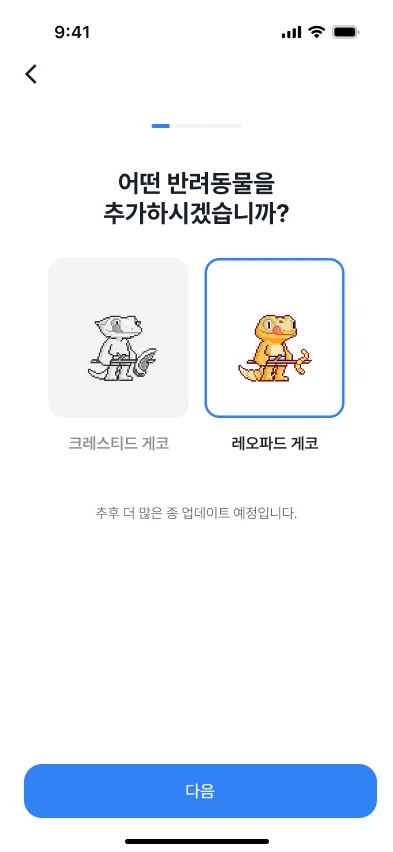 9:41
어떤 반려동물을
추가하시겠습니까?
크레스티드 게코
레오파드 게코
추후 더 많은 종 업데이트 예정입니다.
다음